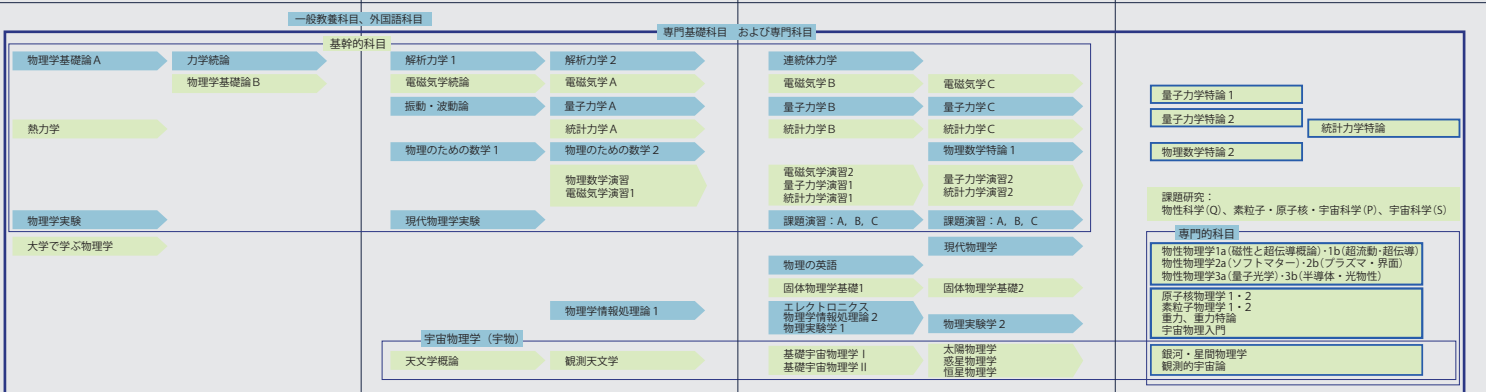 一般教養科目、外国語科目
専門基礎科目 および専門科目
基幹的科目
物理学基礎論A
力学続論
解析力学1
解析力学2
連続体力学
物理学基礎論B
電磁気学続論
電磁気学A
電磁気学B
電磁気学C
量子力学特論1
振動・波動論
量子力学A
量子力学B
量子力学C
量子力学特論2
熱力学
統計力学A
統計力学B
統計力学C
統計力学特論
物理のための数学1
物理のための数学2
物理数学特論1
物理数学特論2
物理数学演習
電磁気学演習1
電磁気学演習2
量子力学演習1
統計力学演習1
量子力学演習2
統計力学演習2
課題研究：
物性科学(Q)、素粒子・原子核・宇宙科学(P)、宇宙科学(S)
物理学実験
現代物理学実験
課題演習：A, B, C
課題演習：A, B, C
専門的科目
大学で学ぶ物理学
現代物理学
物性物理学1a(磁性と超伝導概論)・1b(超流動・超伝導)
物性物理学2a(ソフトマター)・2b(プラズマ・界面)
物性物理学3a(量子光学)・3b(半導体・光物性)
物理の英語
固体物理学基礎1
固体物理学基礎2
原子核物理学1・2
素粒子物理学1・2
重力、重力特論
宇宙物理入門
物理学情報処理論1
エレクトロニクス
物理学情報処理論2
物理実験学1
物理実験学2
宇宙物理学（宇物）
天文学概論
観測天文学
基礎宇宙物理学Ⅰ
基礎宇宙物理学Ⅱ
太陽物理学
惑星物理学
恒星物理学
銀河・星間物理学
観測的宇宙論